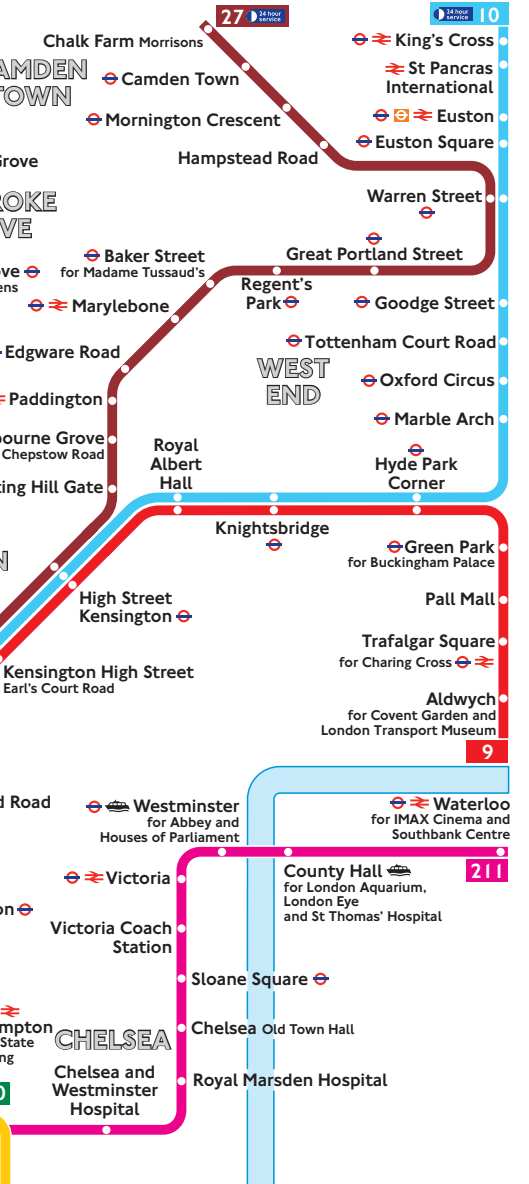 27
24 hour
service
24 hour
service
10
Chalk Farm Morrisons
King's Cross
AMDEN
TOWN
Camden Town
St Pancras
International
Mornington Crescent
Euston
Euston Square
Hampstead Road
Grove
Warren Street
ROKE
VE
Baker Street
for Madame Tussaud's
Great Portland Street
ove
ens
Regent's
Park
Marylebone
Goodge Street
Edgware Road
Tottenham Court Road
WEST
END
Oxford Circus
Paddington
Marble Arch
bourne Grove
Chepstow Road
Royal
Albert
Hall
Hyde Park
Corner
ting Hill Gate
Knightsbridge
Green Park
for Buckingham Palace
N
High Street
Kensington
Pall Mall
Trafalgar Square
for Charing Cross
Kensington High Street
Earl's Court Road
Aldwych
for Covent Garden and
London Transport Museum
9
d Road
Westminster
for Abbey and
Houses of Parliament
Waterloo
for IMAX Cinema and
Southbank Centre
211
County Hall
for London Aquarium,
London Eye
and St Thomas' Hospital
Victoria
on
Victoria Coach
Station
Sloane Square
mpton
State
ng
CHELSEA
Chelsea Old Town Hall
Chelsea and
Westminster
Hospital
Royal Marsden Hospital
0